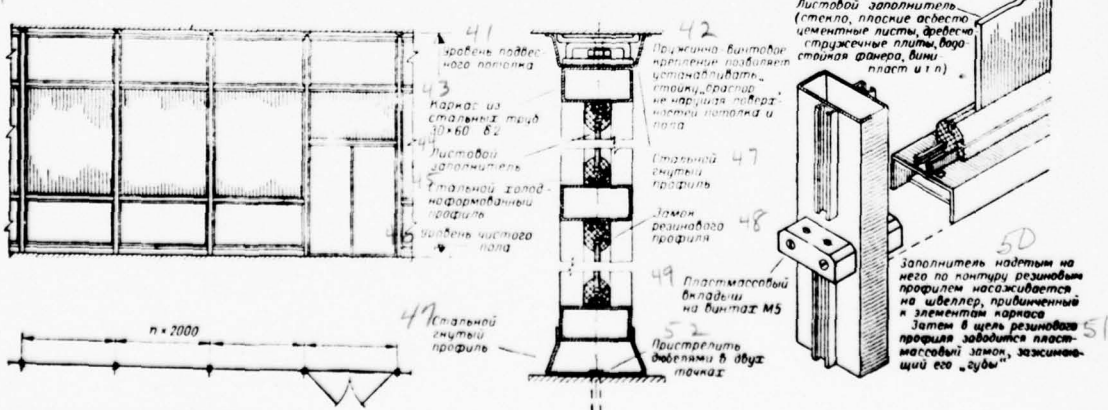 41
Уровень подвес-
ного потолка
43
Каркас из
стальных труб
30×60 δ2
44
Листовой
заполнитель
45
Стальной холод-
ноформованный
профиль
46
Уровень чистого
пола
n × 2000
47
Стальной
гнутый
профиль
42
Пружинно-винтовое
крепление позволяет
устанавливать
стойку „враспор"
не нарушая поверх-
ностей потолка и
пола
Стальной 47
гнутый
профиль
Замок
резинового 48
профиля
49 Пластмассовый
вкладыш
на винтах М5
52
Пристрелить
дюбелями в двух
точках
Листовой заполнитель
(стекло, плоские асбесто
цементные листы, древесно
стружечные плиты, водо-
стойкая фанера, вини-
пласт и т п)
50
Заполнитель надетым на
него по контуру резиновым
профилем насаживается
на швеллер, привинченный
к элементам каркаса
Затем в щель резинового 51
профиля заводится пласт-
массовый замок, зажимаю-
щий его „губы"